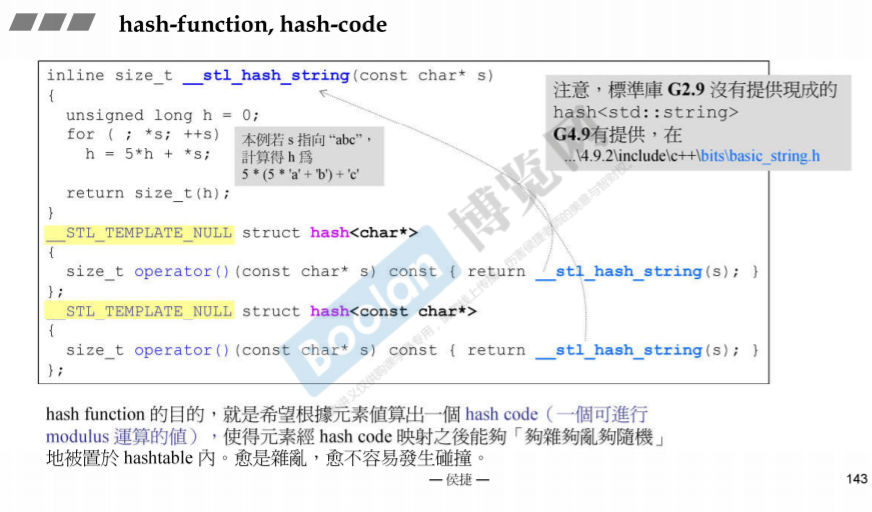 hash-function, hash-code
inline size_t __stl_hash_string(const char* s)
{
unsigned long h = 0;
for ( ; *s; ++s)
h = 5*h + *s;
return size_t(h);
}
本例若 s 指向 “abc”，
計算得 h 爲
5 * (5 * 'a' + 'b') + 'c'
注意，標準庫 G2.9 沒有提供現成的
hash<std::string>
G4.9有提供，在
...\4.9.2\include\c++\bits\basic_string.h
__STL_TEMPLATE_NULL struct hash<char*>
{
size_t operator()(const char* s) const { return __stl_hash_string(s); }
};
__STL_TEMPLATE_NULL struct hash<const char*>
{
size_t operator()(const char* s) const { return __stl_hash_string(s); }
};
Boolan 博览网
hash function 的目的，就是希望根據元素值算出一個 hash code（一個可進行
modulus 運算的值），使得元素經 hash code 映射之後能夠「夠雜夠亂夠隨機」
地被置於 hashtable 內。愈是雜亂，愈不容易發生碰撞。
— 侯捷 —
143